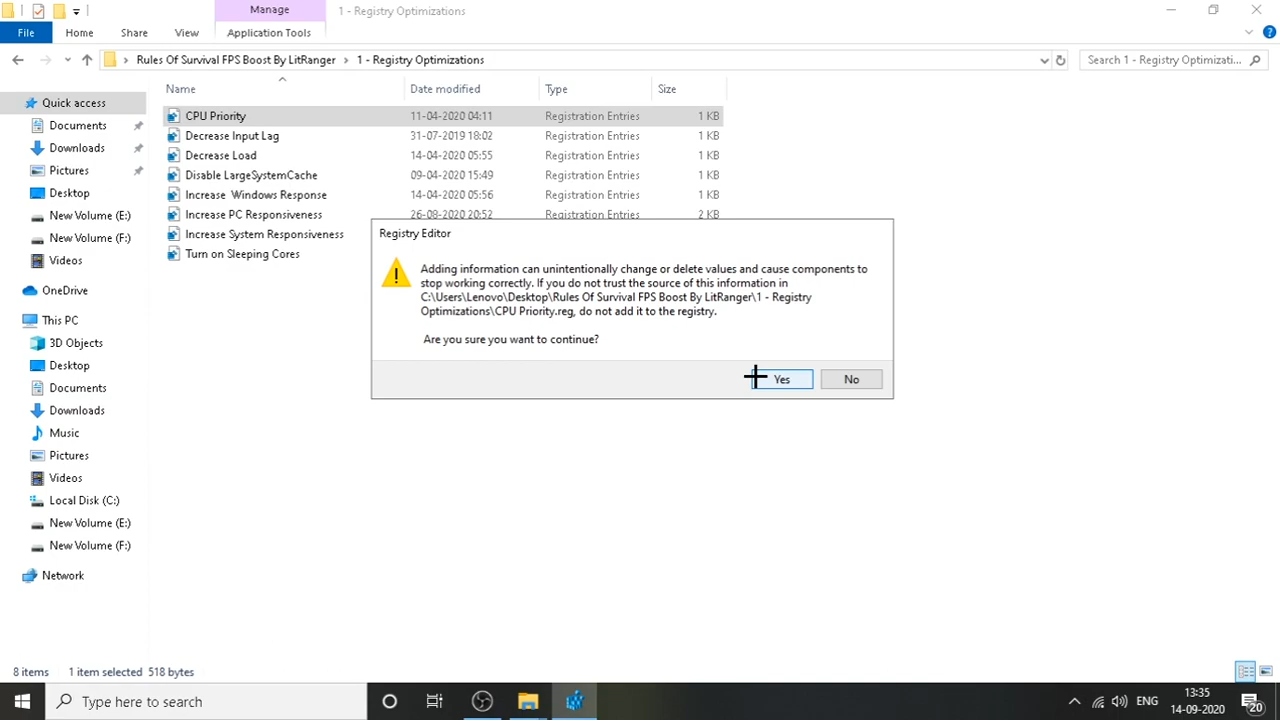 Manage
1 - Registry Optimizations
File
Home
Share
View
Application Tools
Rules Of Survival FPS Boost By LitRanger
1 - Registry Optimizations
Search 1 - Registry Optimizati...
Name
Date modified
Type
Size
Quick access
Documents
Downloads
Pictures
Desktop
New Volume (E:)
New Volume (F:)
Videos
OneDrive
This PC
3D Objects
Desktop
Documents
Downloads
Music
Pictures
Videos
Local Disk (C:)
New Volume (E:)
New Volume (F:)
Network
CPU Priority 11-04-2020 04:11 Registration Entries 1 KB
Decrease Input Lag 31-07-2019 18:02 Registration Entries 1 KB
Decrease Load 14-04-2020 05:55 Registration Entries 1 KB
Disable LargeSystemCache 09-04-2020 15:49 Registration Entries 1 KB
Increase Windows Response 14-04-2020 05:56 Registration Entries 1 KB
Increase PC Responsiveness 26-08-2020 20:52 Registration Entries 2 KB
Increase System Responsiveness
Turn on Sleeping Cores
Registry Editor
Adding information can unintentionally change or delete values and cause components to
stop working correctly. If you do not trust the source of this information in
C:\Users\Lenovo\Desktop\Rules Of Survival FPS Boost By LitRanger\1 - Registry
Optimizations\CPU Priority.reg, do not add it to the registry.
Are you sure you want to continue?
Yes
No
8 items
1 item selected 518 bytes
Type here to search
ENG
13:35
14-09-2020
20